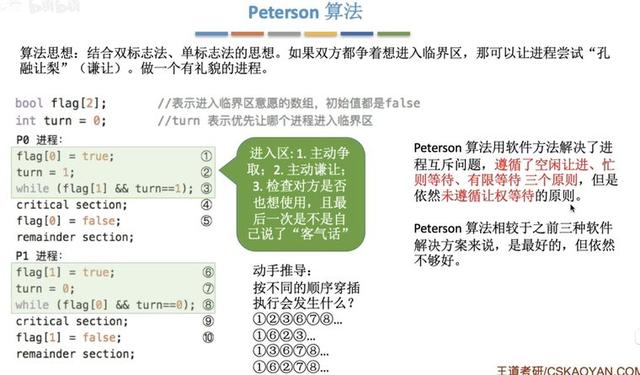 Peterson 算法
算法思想：结合双标志法、单标志法的思想。如果双方都争着想进入临界区，那可以让进程尝试“孔
融让梨”（谦让）。做一个有礼貌的进程。
bool flag[2]; //表示进入临界区意愿的数组，初始值都是false
int turn = 0; //turn 表示优先让哪个进程进入临界区
P0 进程：
flag[0] = true; ①
turn = 1; ②
while (flag[1] && turn==1); ③
critical section; ④
flag[0] = false; ⑤
remainder section;
P1 进程：
flag[1] = true; ⑥
turn = 0; ⑦
while (flag[0] && turn==0); ⑧
critical section; ⑨
flag[1] = false; ⑩
remainder section;
进入区: 1. 主动争
取；2. 主动谦让；
3. 检查对方是否
也想使用，且最
后一次是不是自
己说了“客气话”
动手推导：
按不同的顺序穿插
执行会发生什么？
①②③⑥⑦⑧...
①⑥②③...
①③⑥⑦⑧...
①⑥②⑦⑧...
Peterson 算法用软件方法解决了进
程互斥问题，遵循了空闲让进、忙
则等待、有限等待 三个原则，但是
依然未遵循让权等待的原则。
Peterson 算法相较于之前三种软件
解决方案来说，是最好的，但依然
不够好。
王道考研/CSKAOYAN.COM